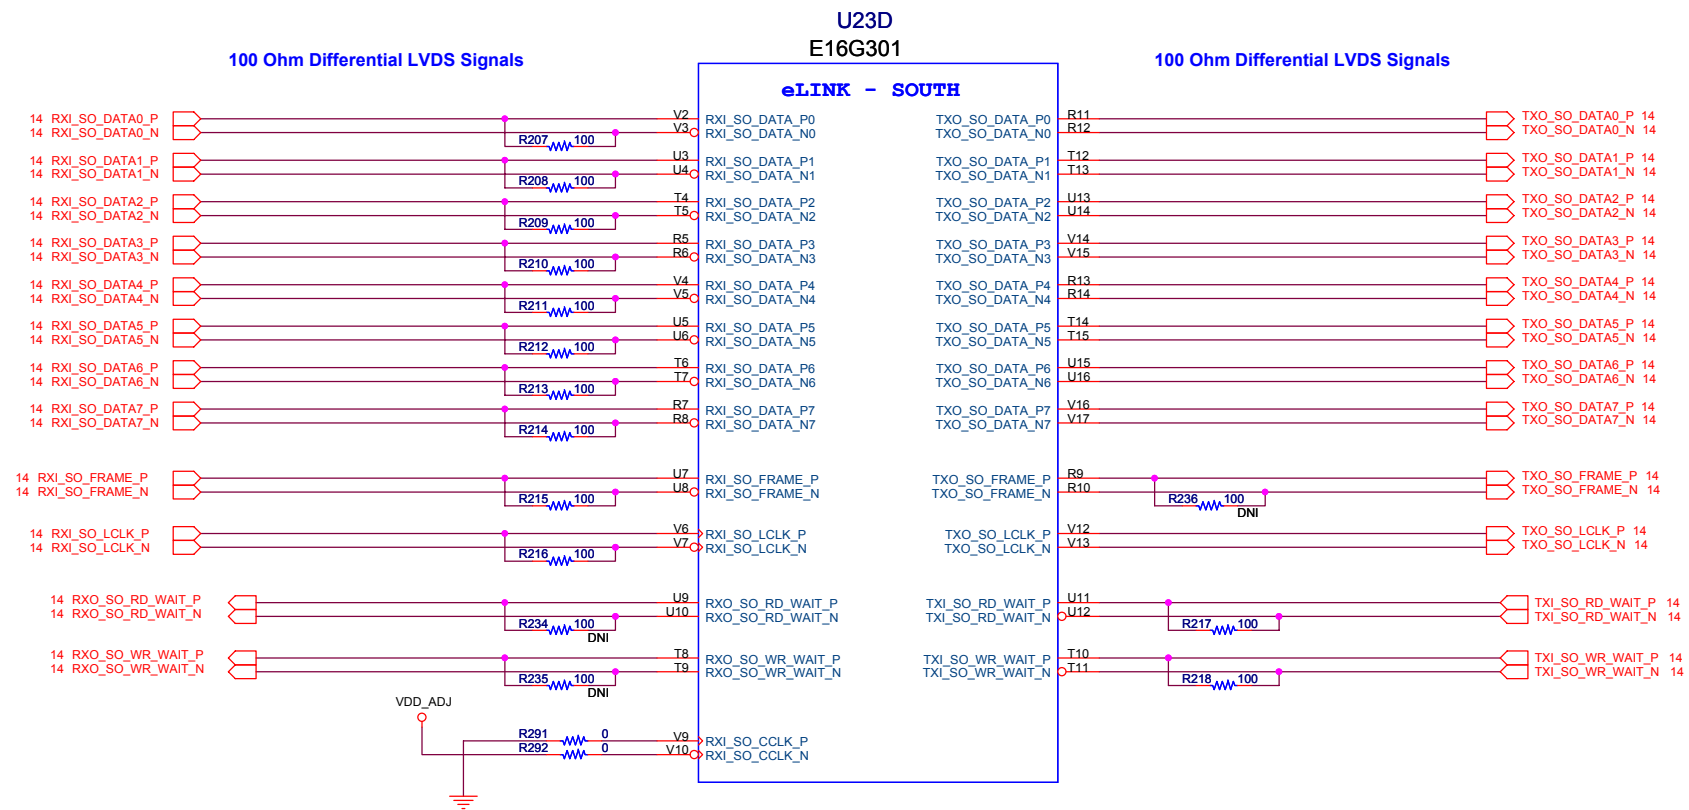 U23D
E16G301
100 Ohm Differential LVDS Signals
100 Ohm Differential LVDS Signals
eLINK - SOUTH
14 RXI_SO_DATA0_P V2 RXI_SO_DATA_P0 TXO_SO_DATA_P0 R11 TXO_SO_DATA0_P 14
14 RXI_SO_DATA0_N V3 RXI_SO_DATA_N0 TXO_SO_DATA_N0 R12 TXO_SO_DATA0_N 14
R207 100
14 RXI_SO_DATA1_P U3 RXI_SO_DATA_P1 TXO_SO_DATA_P1 T12 TXO_SO_DATA1_P 14
14 RXI_SO_DATA1_N U4 RXI_SO_DATA_N1 TXO_SO_DATA_N1 T13 TXO_SO_DATA1_N 14
R208 100
14 RXI_SO_DATA2_P T4 RXI_SO_DATA_P2 TXO_SO_DATA_P2 U13 TXO_SO_DATA2_P 14
14 RXI_SO_DATA2_N T5 RXI_SO_DATA_N2 TXO_SO_DATA_N2 U14 TXO_SO_DATA2_N 14
R209 100
14 RXI_SO_DATA3_P R5 RXI_SO_DATA_P3 TXO_SO_DATA_P3 V14 TXO_SO_DATA3_P 14
14 RXI_SO_DATA3_N R6 RXI_SO_DATA_N3 TXO_SO_DATA_N3 V15 TXO_SO_DATA3_N 14
R210 100
14 RXI_SO_DATA4_P V4 RXI_SO_DATA_P4 TXO_SO_DATA_P4 R13 TXO_SO_DATA4_P 14
14 RXI_SO_DATA4_N V5 RXI_SO_DATA_N4 TXO_SO_DATA_N4 R14 TXO_SO_DATA4_N 14
R211 100
14 RXI_SO_DATA5_P U5 RXI_SO_DATA_P5 TXO_SO_DATA_P5 T14 TXO_SO_DATA5_P 14
14 RXI_SO_DATA5_N U6 RXI_SO_DATA_N5 TXO_SO_DATA_N5 T15 TXO_SO_DATA5_N 14
R212 100
14 RXI_SO_DATA6_P T6 RXI_SO_DATA_P6 TXO_SO_DATA_P6 U15 TXO_SO_DATA6_P 14
14 RXI_SO_DATA6_N T7 RXI_SO_DATA_N6 TXO_SO_DATA_N6 U16 TXO_SO_DATA6_N 14
R213 100
14 RXI_SO_DATA7_P R7 RXI_SO_DATA_P7 TXO_SO_DATA_P7 V16 TXO_SO_DATA7_P 14
14 RXI_SO_DATA7_N R8 RXI_SO_DATA_N7 TXO_SO_DATA_N7 V17 TXO_SO_DATA7_N 14
R214 100
14 RXI_SO_FRAME_P U7 RXI_SO_FRAME_P TXO_SO_FRAME_P R9 TXO_SO_FRAME_P 14
14 RXI_SO_FRAME_N U8 RXI_SO_FRAME_N TXO_SO_FRAME_N R10 TXO_SO_FRAME_N 14
R215 100 R236 100
DNI
14 RXI_SO_LCLK_P V6 RXI_SO_LCLK_P TXO_SO_LCLK_P V12 TXO_SO_LCLK_P 14
14 RXI_SO_LCLK_N V7 RXI_SO_LCLK_N TXO_SO_LCLK_N V13 TXO_SO_LCLK_N 14
R216 100
14 RXO_SO_RD_WAIT_P U9 RXO_SO_RD_WAIT_P TXI_SO_RD_WAIT_P U11 TXI_SO_RD_WAIT_P 14
14 RXO_SO_RD_WAIT_N U10 RXO_SO_RD_WAIT_N TXI_SO_RD_WAIT_N U12 TXI_SO_RD_WAIT_N 14
R234 100 R217 100
DNI
14 RXO_SO_WR_WAIT_P T8 RXO_SO_WR_WAIT_P TXI_SO_WR_WAIT_P T10 TXI_SO_WR_WAIT_P 14
14 RXO_SO_WR_WAIT_N T9 RXO_SO_WR_WAIT_N TXI_SO_WR_WAIT_N T11 TXI_SO_WR_WAIT_N 14
R235 100 R218 100
DNI
VDD_ADJ
R291 0 V9 RXI_SO_CCLK_P
R292 0 V10 RXI_SO_CCLK_N